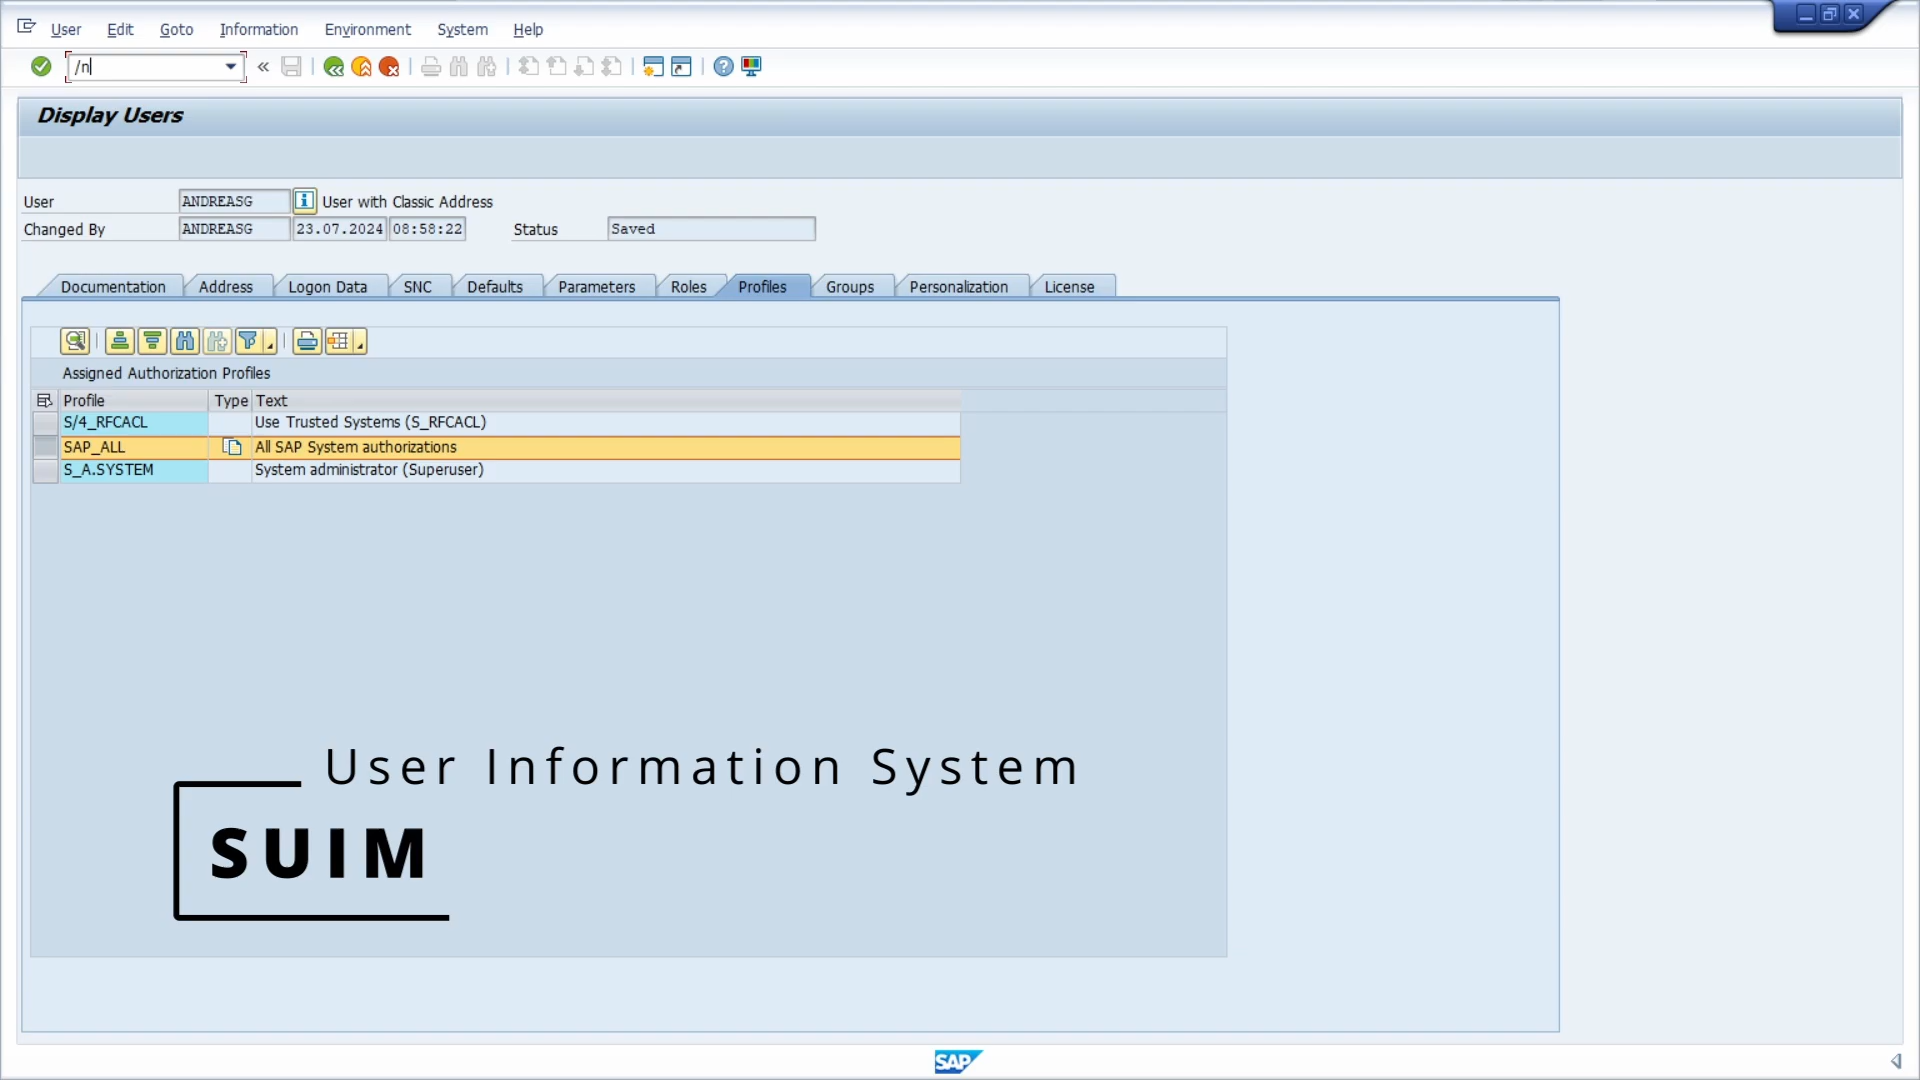 User Edit Goto Information Environment System Help
/n
Display Users
User ANDREASG User with Classic Address
Changed By ANDREASG 23.07.2024 08:58:22 Status Saved
Documentation Address Logon Data SNC Defaults Parameters Roles Profiles Groups Personalization License
Assigned Authorization Profiles
Profile Type Text
S/4_RFCACL Use Trusted Systems (S_RFCACL)
SAP_ALL All SAP System authorizations
S_A.SYSTEM System administrator (Superuser)
User Information System
SUIM
SAP